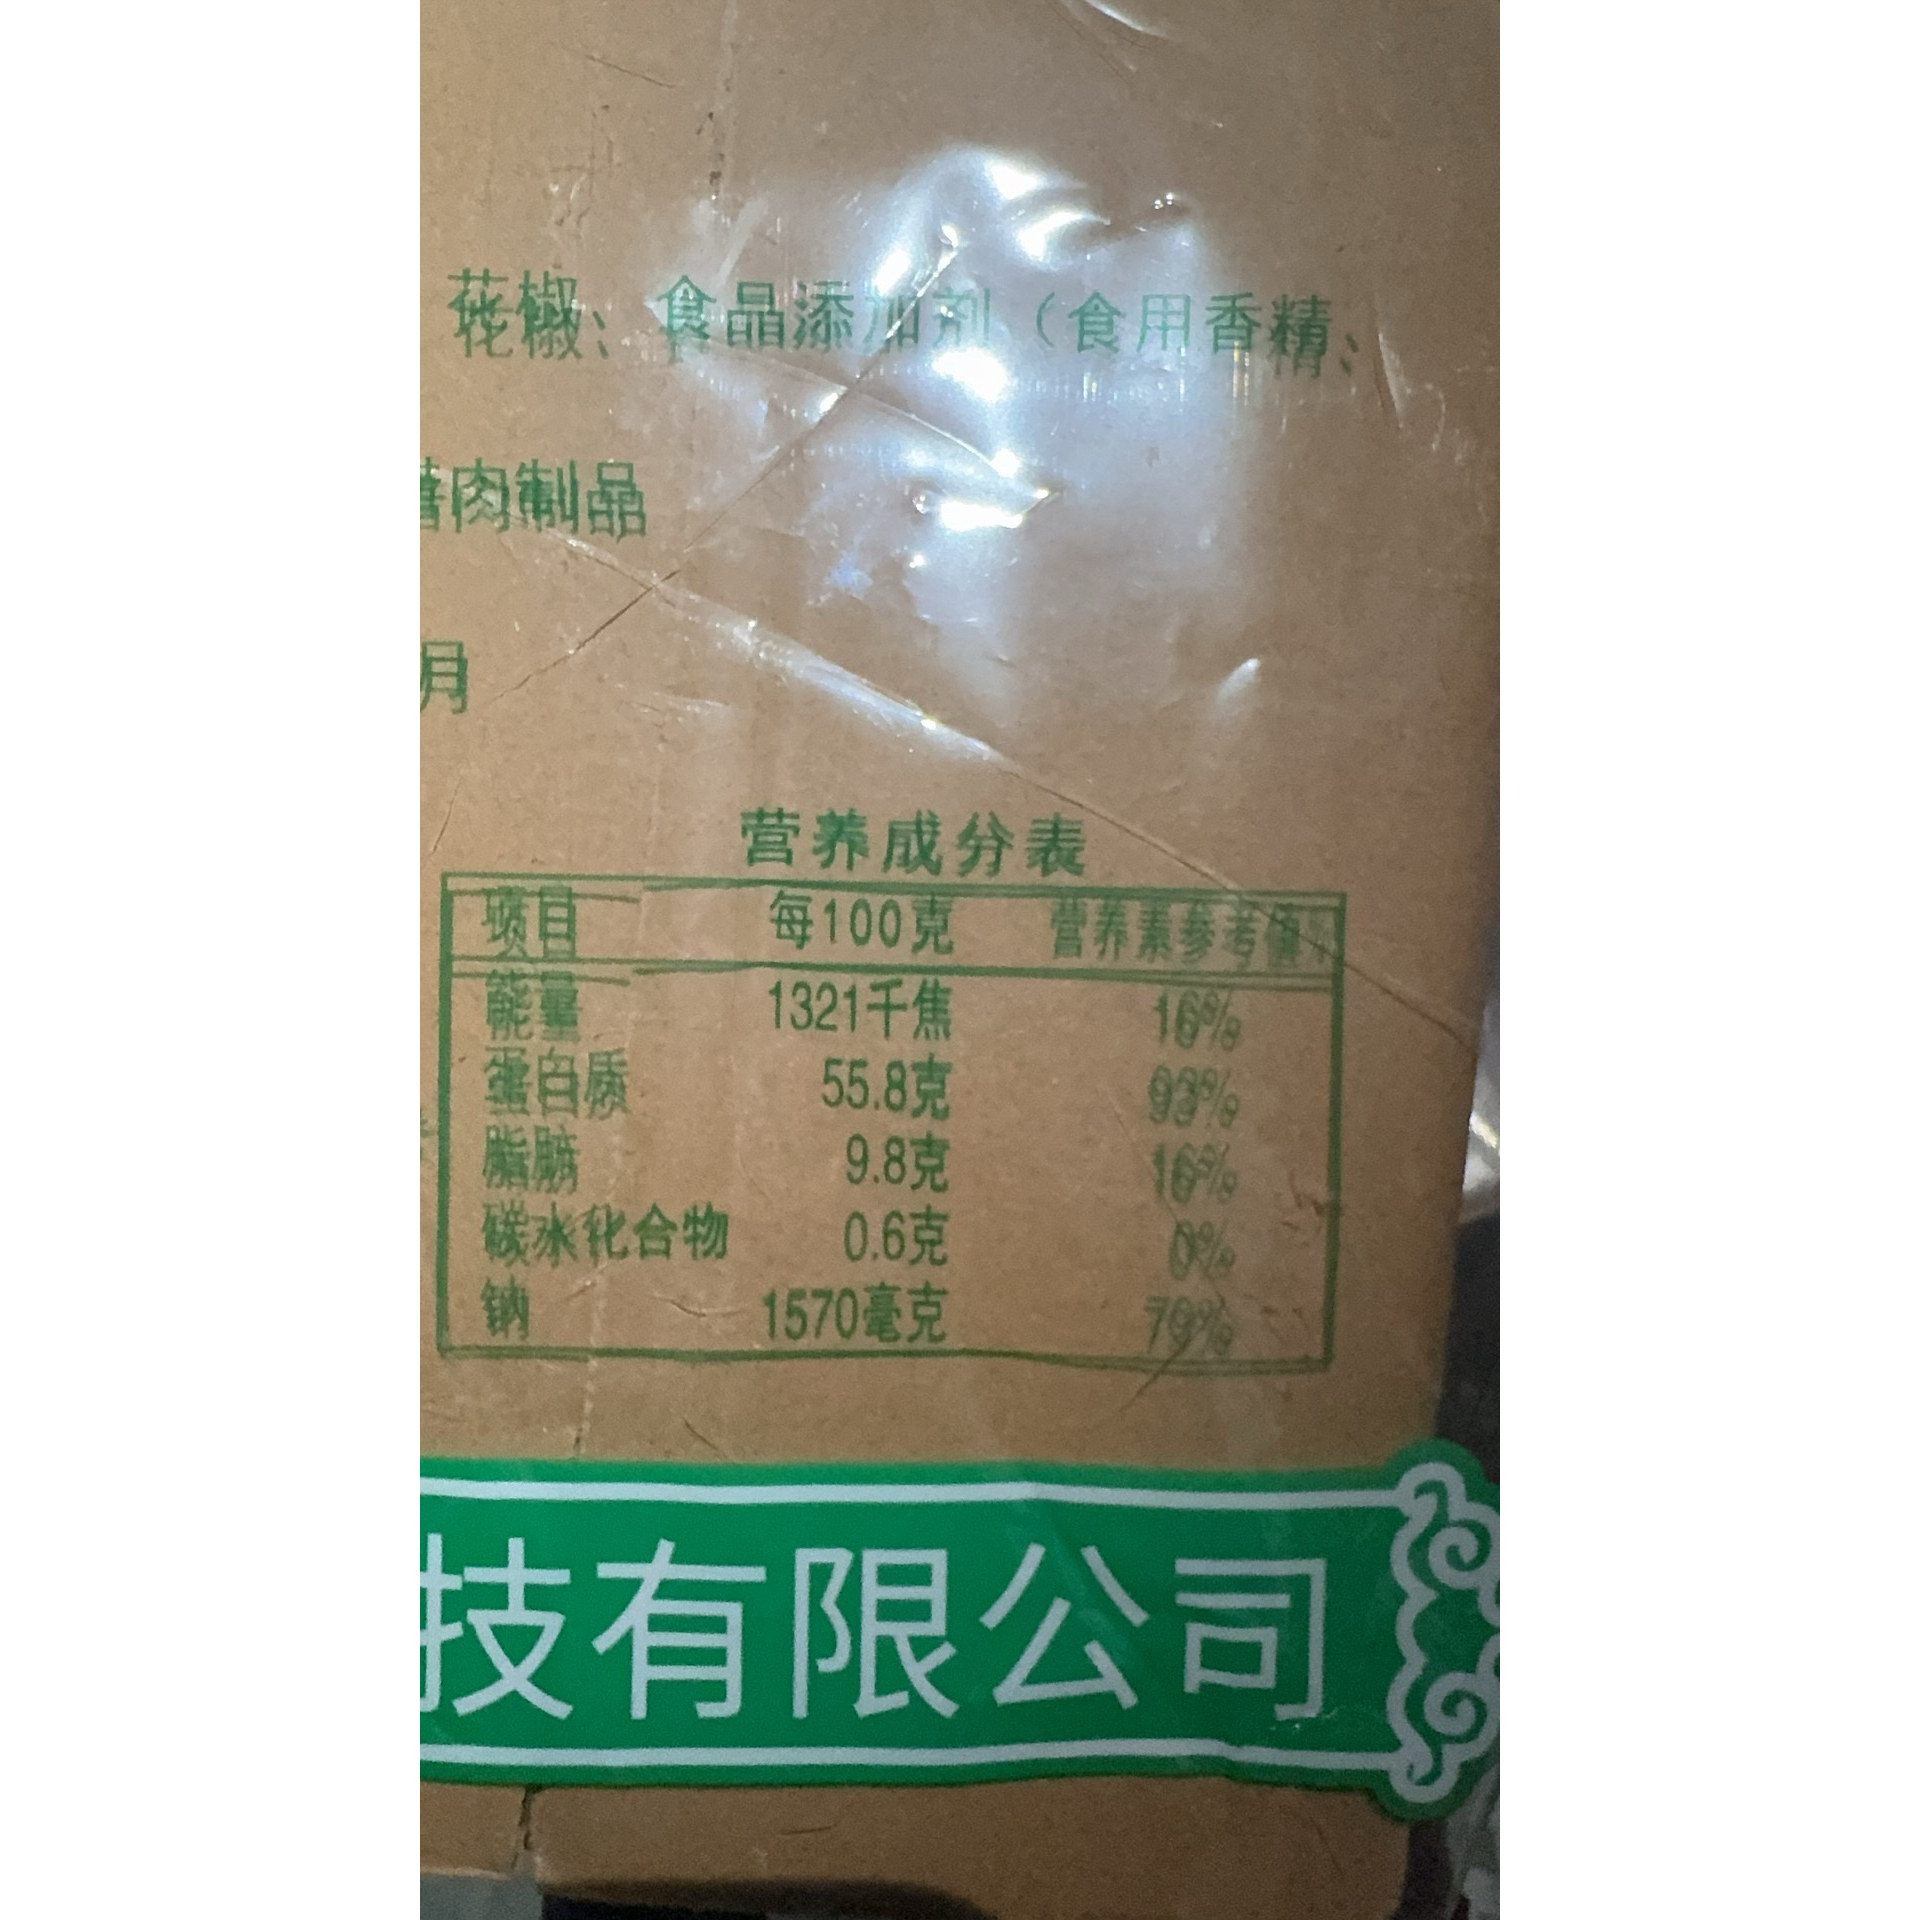 花椒、食品添加剂（食用香精、
酱肉制品
月
营养成分表
项目 每100克 营养素参考值%
能量 1321千焦 16%
蛋白质 55.8克 93%
脂肪 9.8克 16%
碳水化合物 0.6克 0%
钠 1570毫克 79%
技有限公司